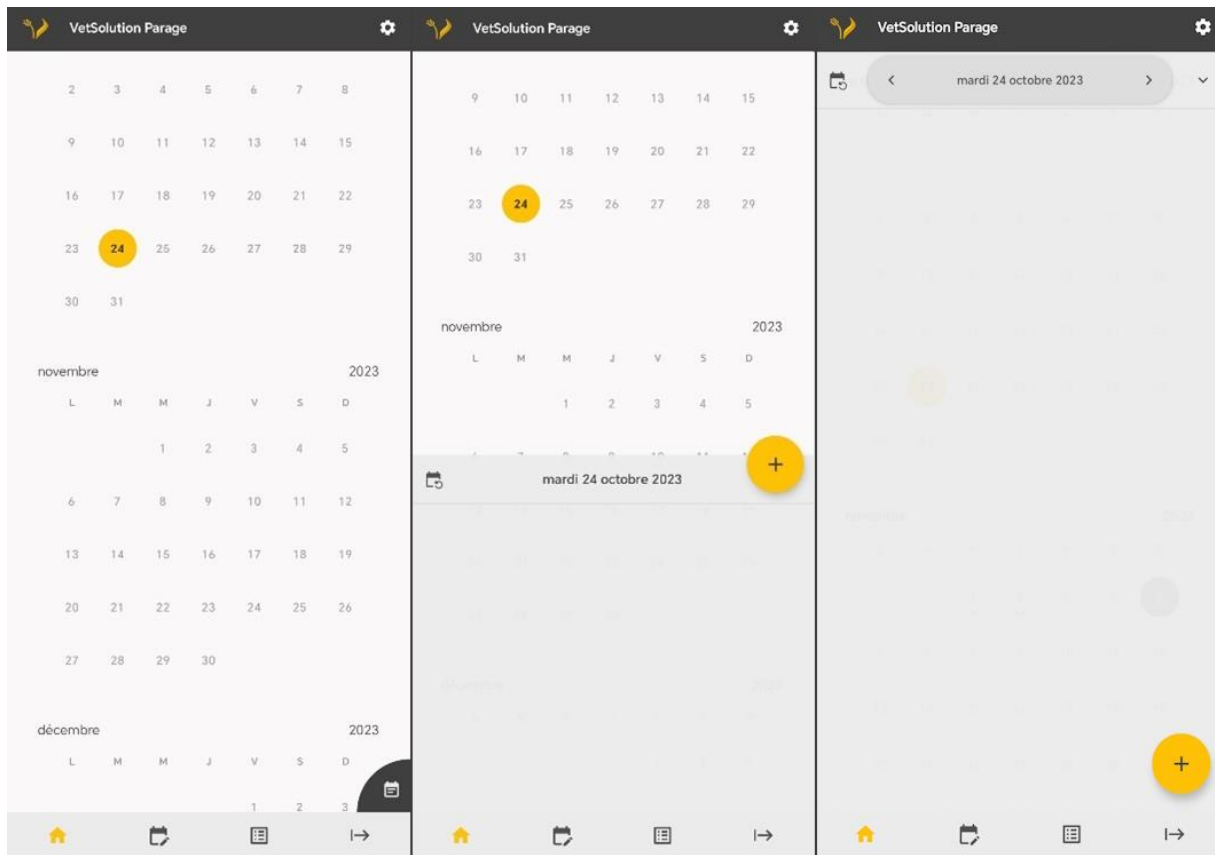 VetSolution Parage
2 3 4 5 6 7 8
9 10 11 12 13 14 15
16 17 18 19 20 21 22
23 24 25 26 27 28 29
30 31
novembre 2023
L M M J V S D
1 2 3 4 5
6 7 8 9 10 11 12
13 14 15 16 17 18 19
20 21 22 23 24 25 26
27 28 29 30
décembre 2023
L M M J V S D
1 2 3
VetSolution Parage
9 10 11 12 13 14 15
16 17 18 19 20 21 22
23 24 25 26 27 28 29
30 31
novembre 2023
L M M J V S D
1 2 3 4 5
mardi 24 octobre 2023
+
VetSolution Parage
< mardi 24 octobre 2023 >
+